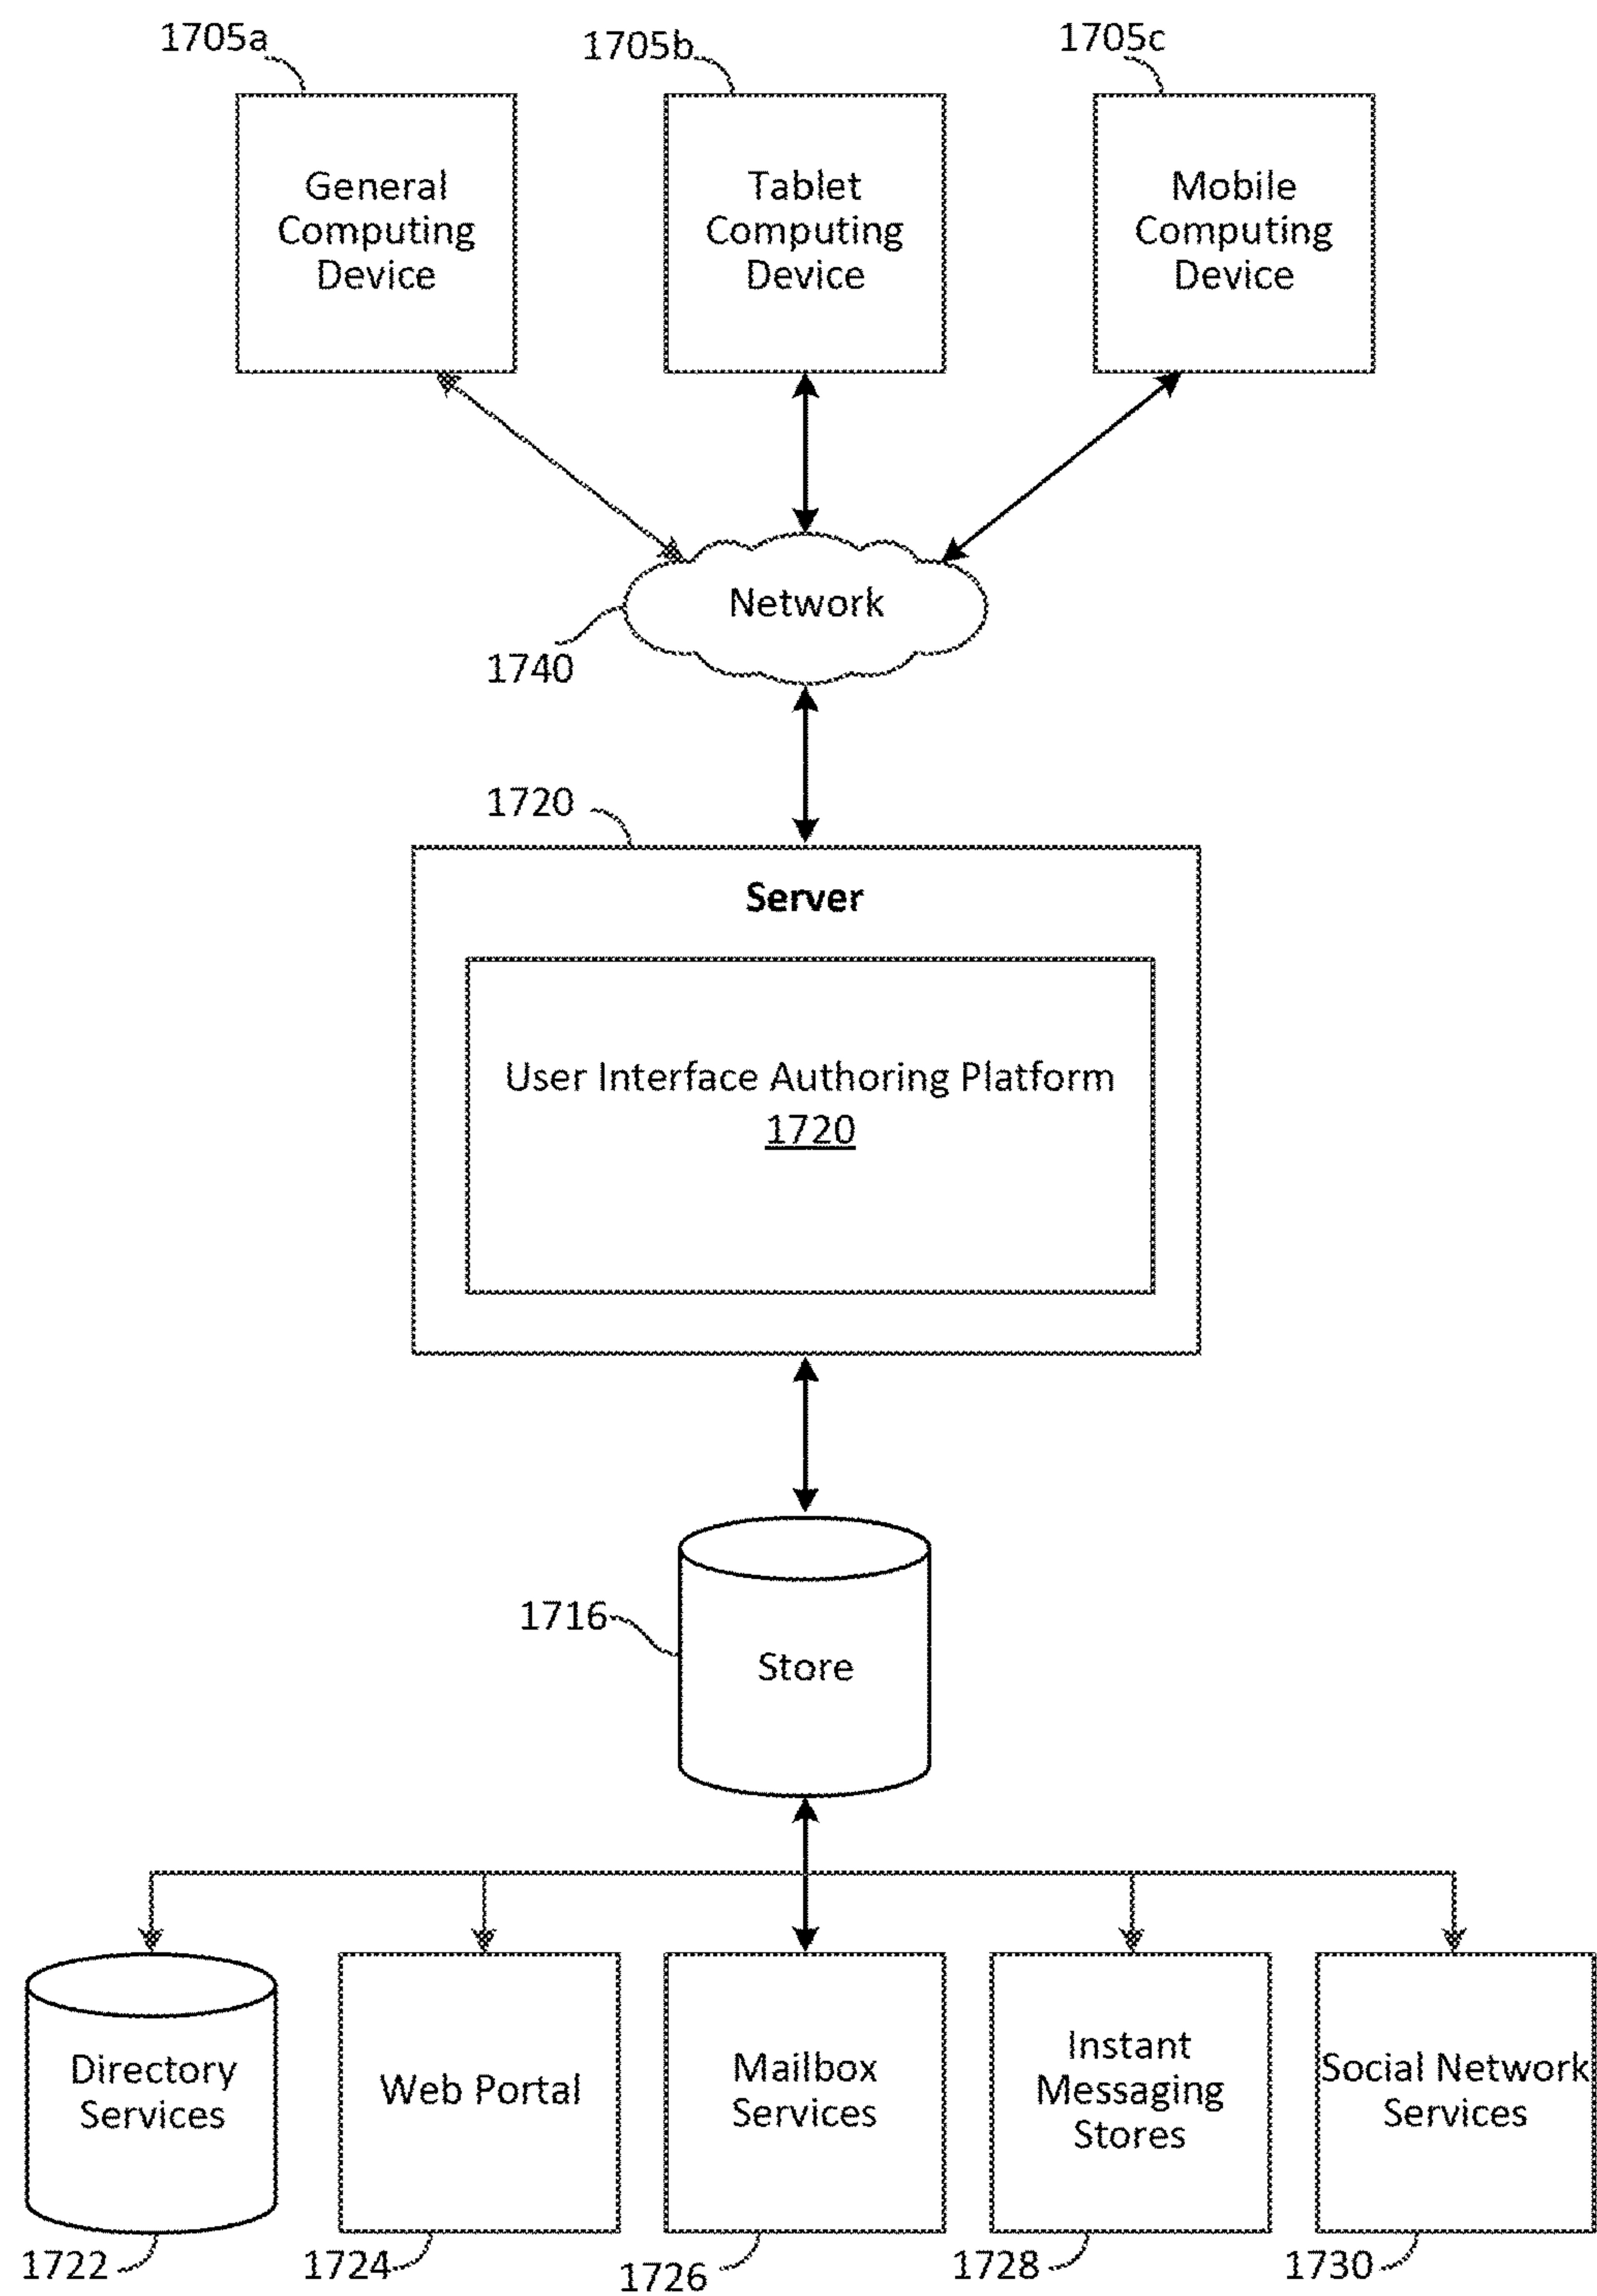 1705a
1705b
1705c
General
Computing
Device
Tablet
Computing
Device
Mobile
Computing
Device
Network
1740
1720
Server
User Interface Authoring Platform
1720
1716
Store
Directory
Services
Web Portal
Mailbox
Services
Instant
Messaging
Stores
Social Network
Services
1722
1724
1726
1728
1730